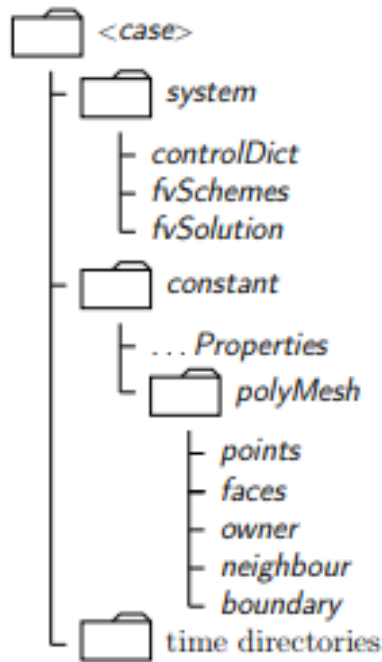 <case>
system
controlDict
fvSchemes
fvSolution
constant
... Properties
polyMesh
points
faces
owner
neighbour
boundary
time directories